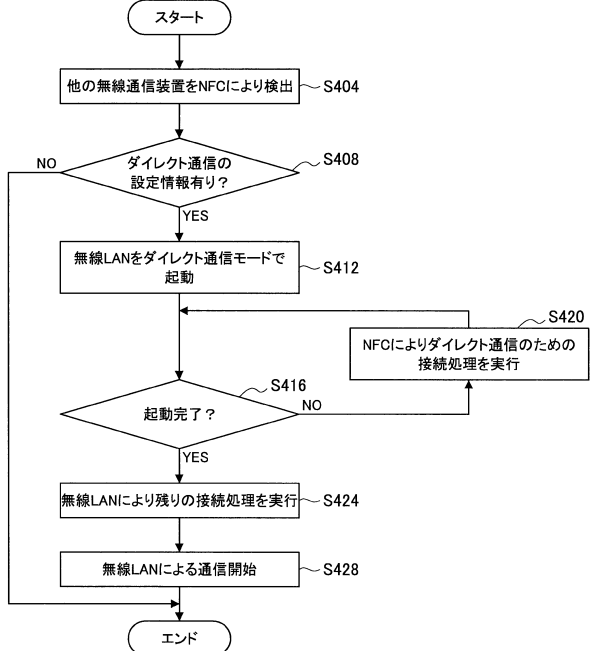 スタート
他の無線通信装置をNFCにより検出
S404
ダイレクト通信の
設定情報有り?
S408
NO
YES
無線LANをダイレクト通信モードで
起動
S412
S420
NFCによりダイレクト通信のための
接続処理を実行
起動完了?
S416
NO
YES
無線LANにより残りの接続処理を実行
S424
無線LANによる通信開始
S428
エンド